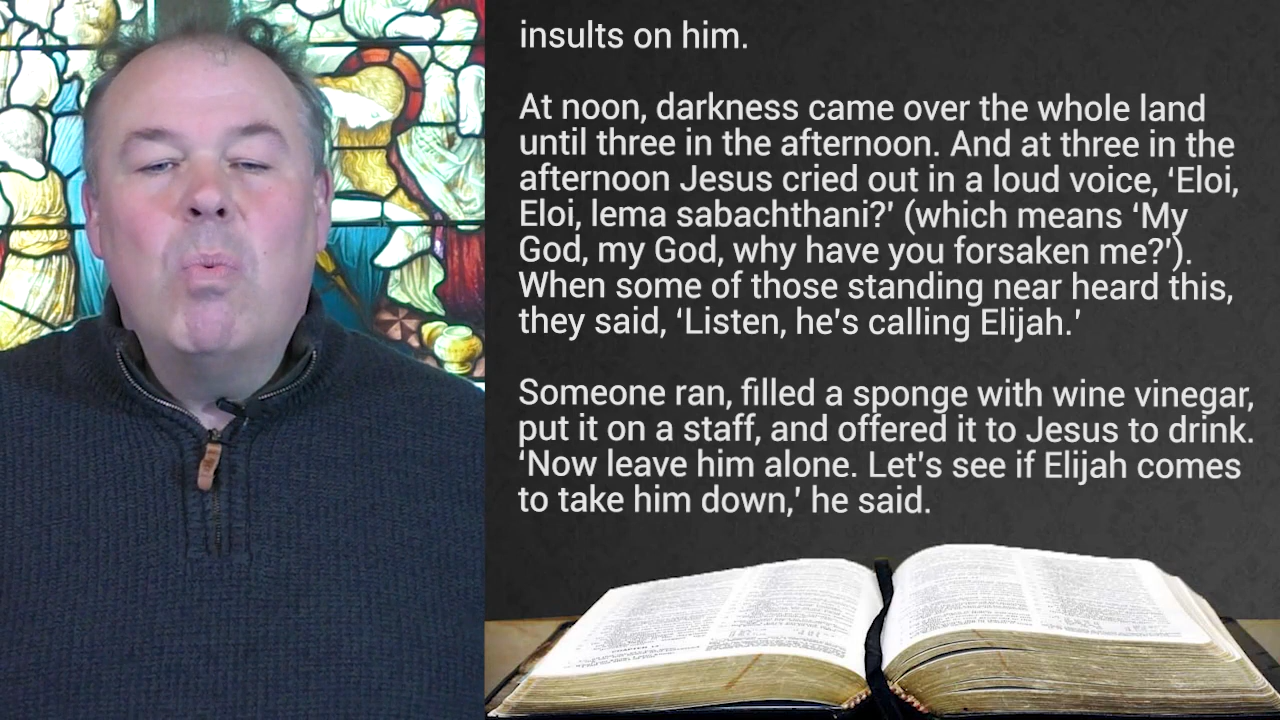 insults on him.
At noon, darkness came over the whole land
until three in the afternoon. And at three in the
afternoon Jesus cried out in a loud voice, ‘Eloi,
Eloi, lema sabachthani?’ (which means ‘My
God, my God, why have you forsaken me?’).
When some of those standing near heard this,
they said, ‘Listen, he's calling Elijah.’
Someone ran, filled a sponge with wine vinegar,
put it on a staff, and offered it to Jesus to drink.
‘Now leave him alone. Let's see if Elijah comes
to take him down,’ he said.